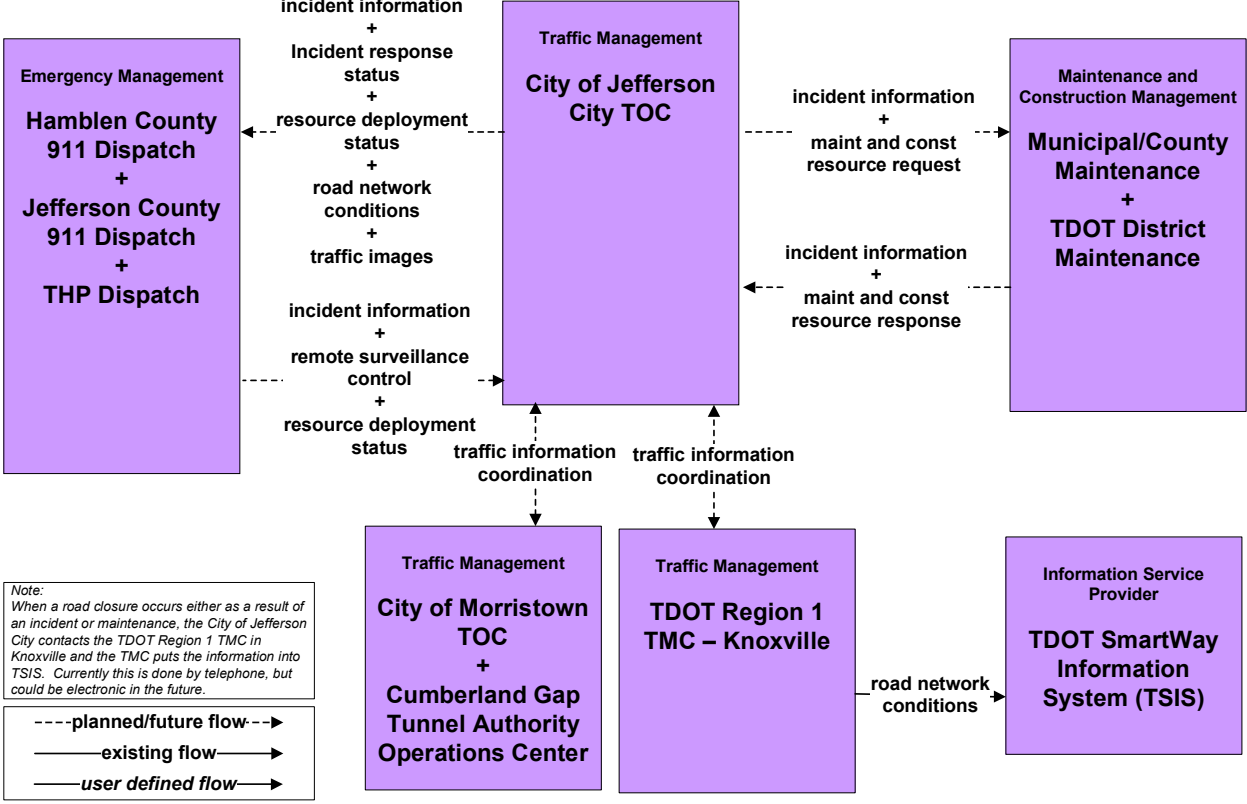 incident information
+
Incident response
status
+
resource deployment
status
+
road network
conditions
+
traffic images
Emergency Management
Hamblen County
911 Dispatch
+
Jefferson County
911 Dispatch
+
THP Dispatch
Traffic Management
City of Jefferson
City TOC
incident information
+
maint and const
resource request
Maintenance and
Construction Management
Municipal/County
Maintenance
+
TDOT District
Maintenance
incident information
+
maint and const
resource response
incident information
+
remote surveillance
control
+
resource deployment
status
traffic information
coordination
traffic information
coordination
Traffic Management
City of Morristown
TOC
+
Cumberland Gap
Tunnel Authority
Operations Center
Traffic Management
TDOT Region 1
TMC – Knoxville
road network
conditions
Information Service
Provider
TDOT SmartWay
Information
System (TSIS)
Note:
When a road closure occurs either as a result of
an incident or maintenance, the City of Jefferson
City contacts the TDOT Region 1 TMC in
Knoxville and the TMC puts the information into
TSIS.  Currently this is done by telephone, but
could be electronic in the future.
planned/future flow
existing flow
user defined flow